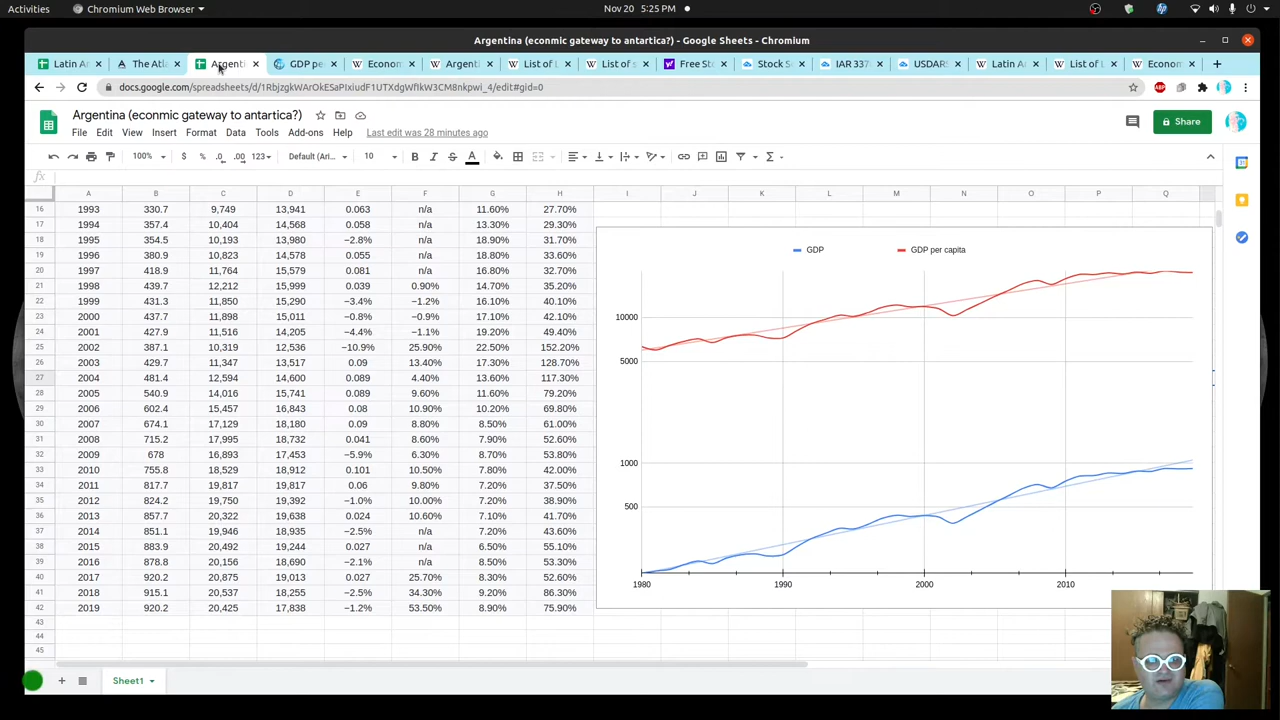 Activities Chromium Web Browser Nov 20 5:25 PM
Argentina (econmic gateway to antartica?) - Google Sheets - Chromium
Latin Ar The Atla Argenti GDP pe Econom Argenti List of L List of s Free Sto Stock S IAR 337 USDARS Latin A List of L Econom
docs.google.com/spreadsheets/d/1RbjzgkWArOkESaPIxiudF1UTXdgWfIkW3CM8nkpwi_4/edit#gid=0
Argentina (econmic gateway to antartica?)
Share
File Edit View Insert Format Data Tools Add-ons Help Last edit was 28 minutes ago
100% $ % .0 .00 123 Default (Ari... 10 B I S A
fx
A B C D E F G H I J K L M N O P Q
16 1993 330.7 9,749 13,941 0.063 n/a 11.60% 27.70%
17 1994 357.4 10,404 14,568 0.058 n/a 13.30% 29.30%
18 1995 354.5 10,193 13,980 −2.8% n/a 18.90% 31.70%
19 1996 380.9 10,823 14,578 0.055 n/a 18.80% 33.60%
20 1997 418.9 11,764 15,579 0.081 n/a 16.80% 32.70%
21 1998 439.7 12,212 15,999 0.039 0.90% 14.70% 35.20%
22 1999 431.3 11,850 15,290 −3.4% −1.2% 16.10% 40.10%
23 2000 437.7 11,898 15,011 −0.8% −0.9% 17.10% 42.10%
24 2001 427.9 11,516 14,205 −4.4% −1.1% 19.20% 49.40%
25 2002 387.1 10,319 12,536 −10.9% 25.90% 22.50% 152.20%
26 2003 429.7 11,347 13,517 0.09 13.40% 17.30% 128.70%
27 2004 481.4 12,594 14,600 0.089 4.40% 13.60% 117.30%
28 2005 540.9 14,016 15,741 0.089 9.60% 11.60% 79.20%
29 2006 602.4 15,457 16,843 0.08 10.90% 10.20% 69.80%
30 2007 674.1 17,129 18,180 0.09 8.80% 8.50% 61.00%
31 2008 715.2 17,995 18,732 0.041 8.60% 7.90% 52.60%
32 2009 678 16,893 17,453 −5.9% 6.30% 8.70% 53.80%
33 2010 755.8 18,529 18,912 0.101 10.50% 7.80% 42.00%
34 2011 817.7 19,817 19,817 0.06 9.80% 7.20% 37.50%
35 2012 824.2 19,750 19,392 −1.0% 10.00% 7.20% 38.90%
36 2013 857.7 20,322 19,638 0.024 10.60% 7.10% 41.70%
37 2014 851.1 19,946 18,935 −2.5% n/a 7.20% 43.60%
38 2015 883.9 20,492 19,244 0.027 n/a 6.50% 55.10%
39 2016 878.8 20,156 18,690 −2.1% n/a 8.50% 53.30%
40 2017 920.2 20,875 19,013 0.027 25.70% 8.30% 52.60%
41 2018 915.1 20,537 18,255 −2.5% 34.30% 9.20% 86.30%
42 2019 920.2 20,425 17,838 −1.2% 53.50% 8.90% 75.90%
43
44
45
GDP GDP per capita
10000
5000
1000
500
1980 1990 2000 2010
Sheet1